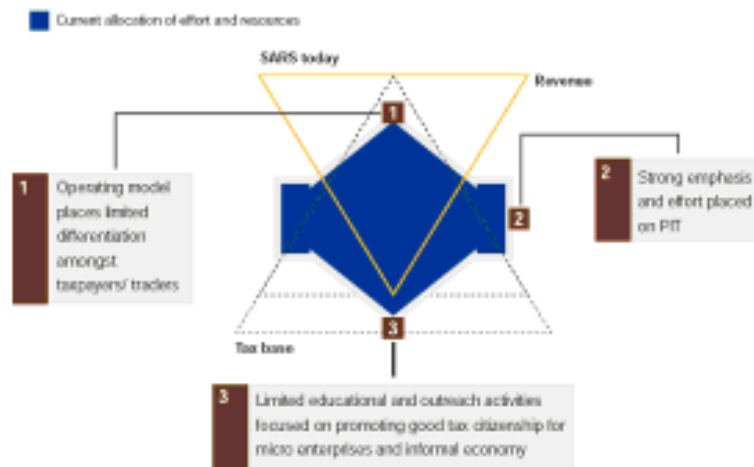 Current allocation of effort and resources
SARS today
Revenue
1
1
Operating model
places limited
differentiation
amongst
taxpayers/ traders
2
2
Strong emphasis
and effort placed
on PIT
3
Tax base
3
Limited educational and outreach activities
focused on promoting good tax citizenship for
micro enterprises and informal economy